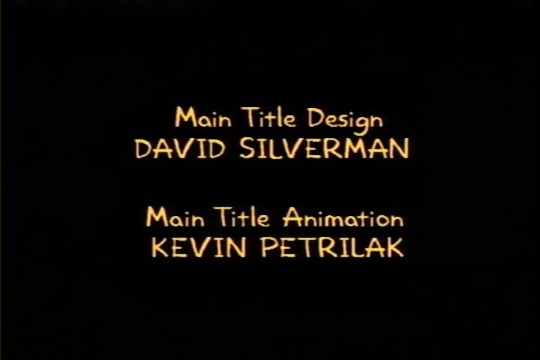 Main Title Design
DAVID SILVERMAN
Main Title Animation
KEVIN PETRILAK